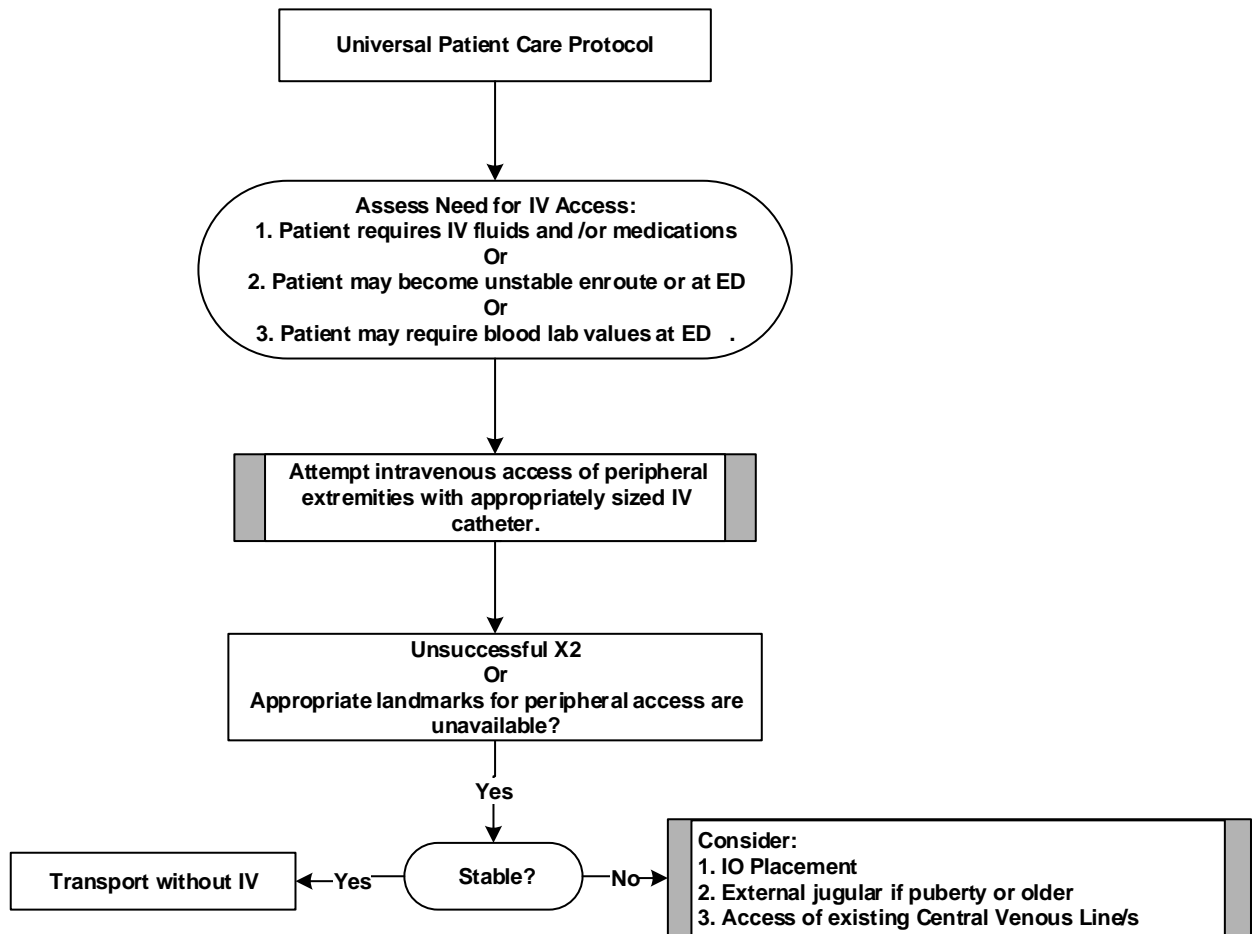 Universal Patient Care Protocol
Assess Need for IV Access:
1. Patient requires IV fluids and /or medications
Or
2. Patient may become unstable enroute or at ED
Or
3. Patient may require blood lab values at ED .
Attempt intravenous access of peripheral
extremities with appropriately sized IV
catheter.
Unsuccessful X2
Or
Appropriate landmarks for peripheral access are
unavailable?
Yes
Stable?
Yes
Transport without IV
No
Consider:
1. IO Placement
2. External jugular if puberty or older
3. Access of existing Central Venous Line/s